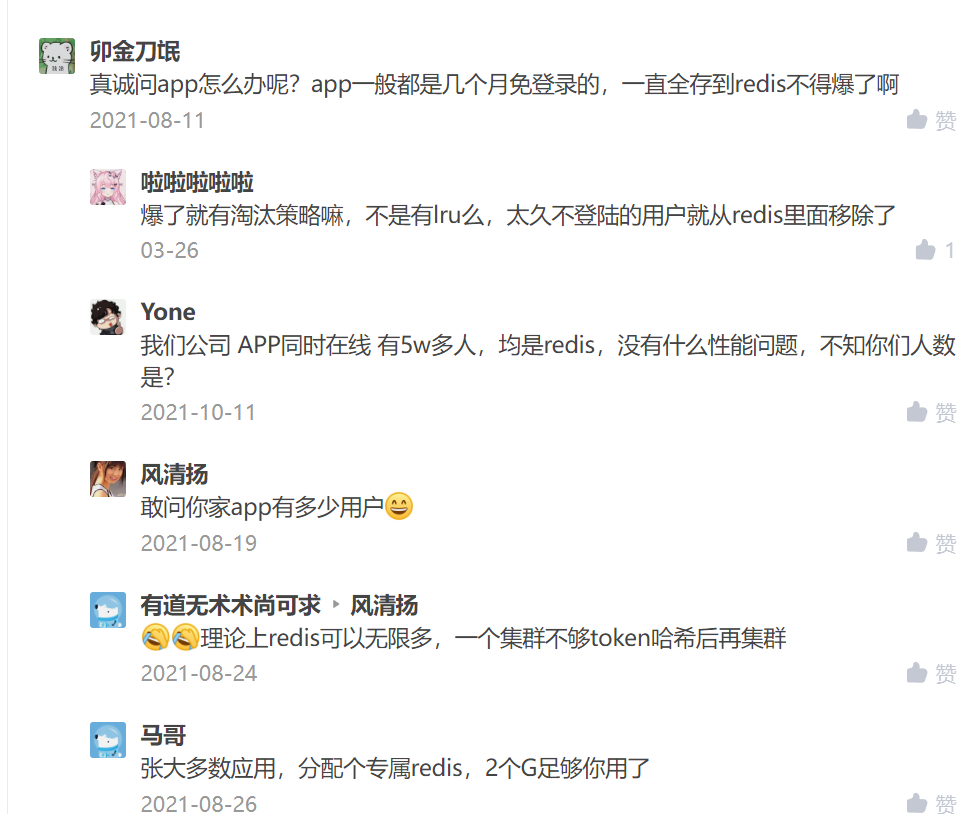 卯金刀氓
真诚问app怎么办呢？app一般都是几个月免登录的，一直全存到redis不得爆了啊
2021-08-11 赞
啦啦啦啦啦
爆了就有淘汰策略嘛，不是有lru么，太久不登陆的用户就从redis里面移除了
03-26 1
Yone
我们公司 APP同时在线 有5w多人，均是redis，没有什么性能问题，不知你们人数
是?
2021-10-11 赞
风清扬
敢问你家app有多少用户😄
2021-08-19 赞
有道无术术尚可求 ▸ 风清扬
🤣🤣理论上redis可以无限多，一个集群不够token哈希后再集群
2021-08-24 赞
马哥
张大多数应用，分配个专属redis，2个G足够你用了
2021-08-26 赞